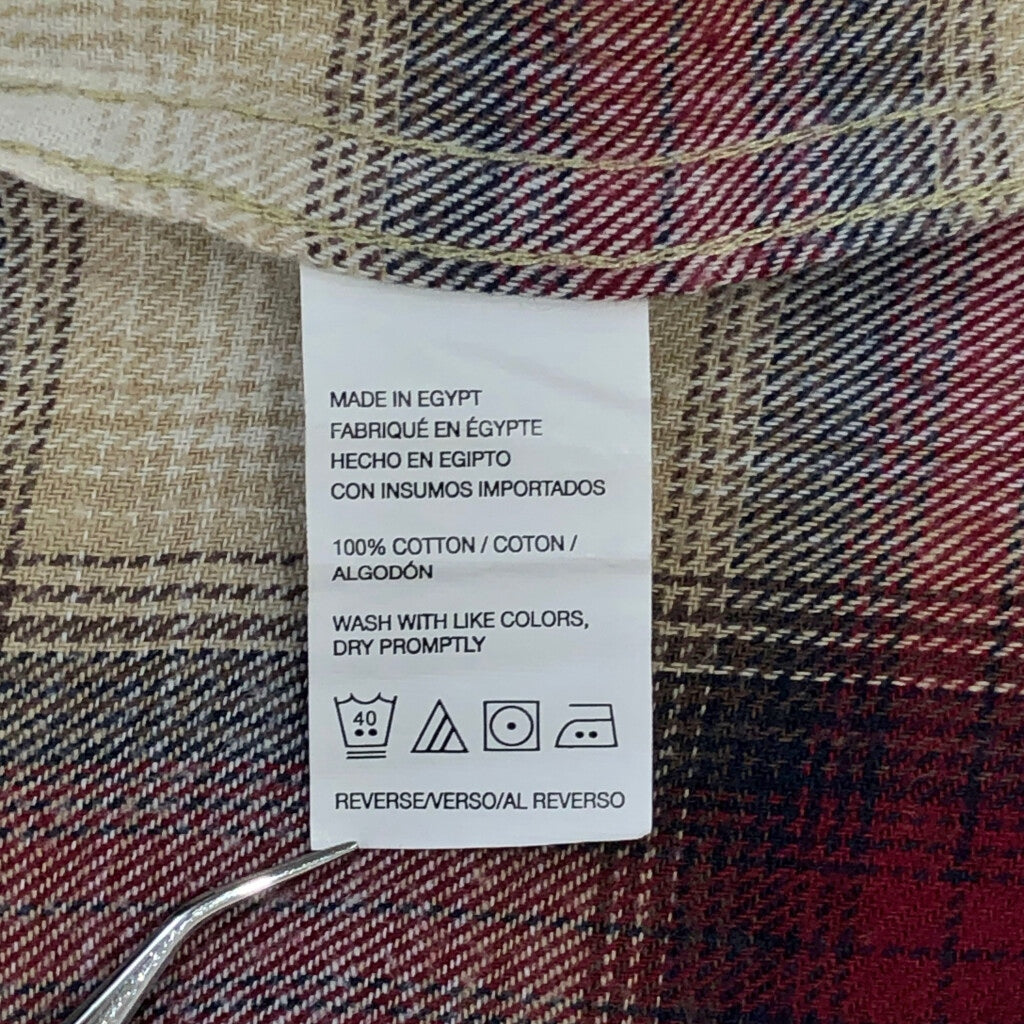 MADE IN EGYPT
FABRIQUÉ EN ÉGYPTE
HECHO EN EGIPTO
CON INSUMOS IMPORTADOS
100% COTTON / COTON /
ALGODÓN
WASH WITH LIKE COLORS,
DRY PROMPTLY
40
REVERSE/VERSO/AL REVERSO